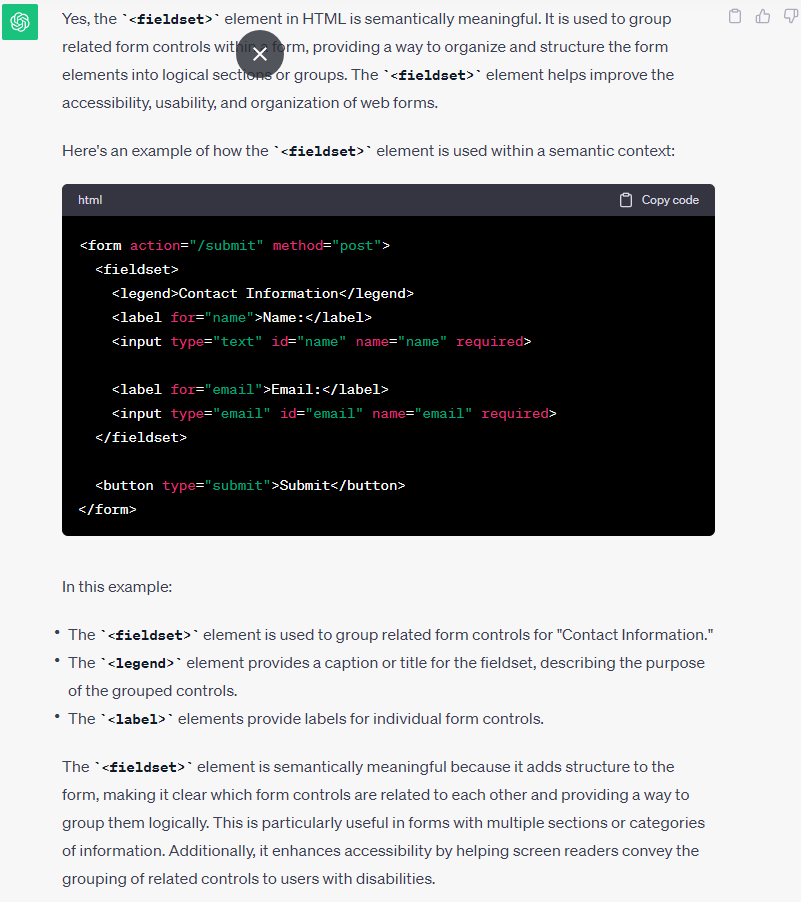 Yes, the `<fieldset>` element in HTML is semantically meaningful. It is used to group
related form controls within a form, providing a way to organize and structure the form
elements into logical sections or groups. The `<fieldset>` element helps improve the
accessibility, usability, and organization of web forms.
Here's an example of how the `<fieldset>` element is used within a semantic context:
html Copy code
<form action="/submit" method="post">
  <fieldset>
    <legend>Contact Information</legend>
    <label for="name">Name:</label>
    <input type="text" id="name" name="name" required>
    <label for="email">Email:</label>
    <input type="email" id="email" name="email" required>
  </fieldset>
  <button type="submit">Submit</button>
</form>
In this example:
• The `<fieldset>` element is used to group related form controls for "Contact Information."
• The `<legend>` element provides a caption or title for the fieldset, describing the purpose
of the grouped controls.
• The `<label>` elements provide labels for individual form controls.
The `<fieldset>` element is semantically meaningful because it adds structure to the
form, making it clear which form controls are related to each other and providing a way to
group them logically. This is particularly useful in forms with multiple sections or categories
of information. Additionally, it enhances accessibility by helping screen readers convey the
grouping of related controls to users with disabilities.